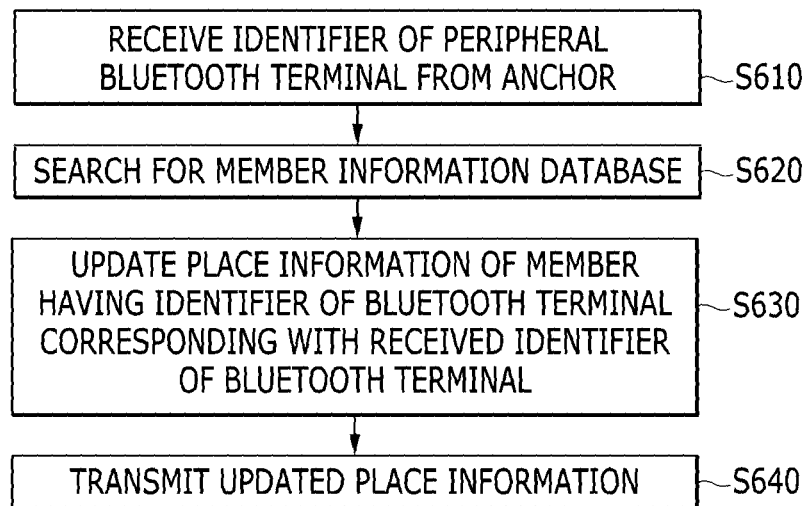 RECEIVE IDENTIFIER OF PERIPHERAL
BLUETOOTH TERMINAL FROM ANCHOR
S610
SEARCH FOR MEMBER INFORMATION DATABASE
S620
UPDATE PLACE INFORMATION OF MEMBER
HAVING IDENTIFIER OF BLUETOOTH TERMINAL
CORRESPONDING WITH RECEIVED IDENTIFIER
OF BLUETOOTH TERMINAL
S630
TRANSMIT UPDATED PLACE INFORMATION
S640